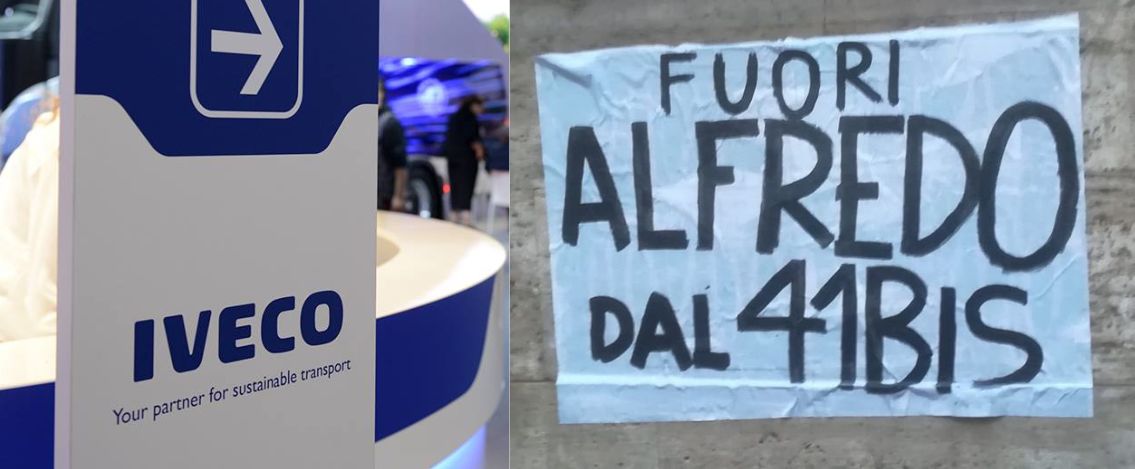 IVECO
Your partner for sustainable transport
FUORI
ALFREDO
DAL 41BIS